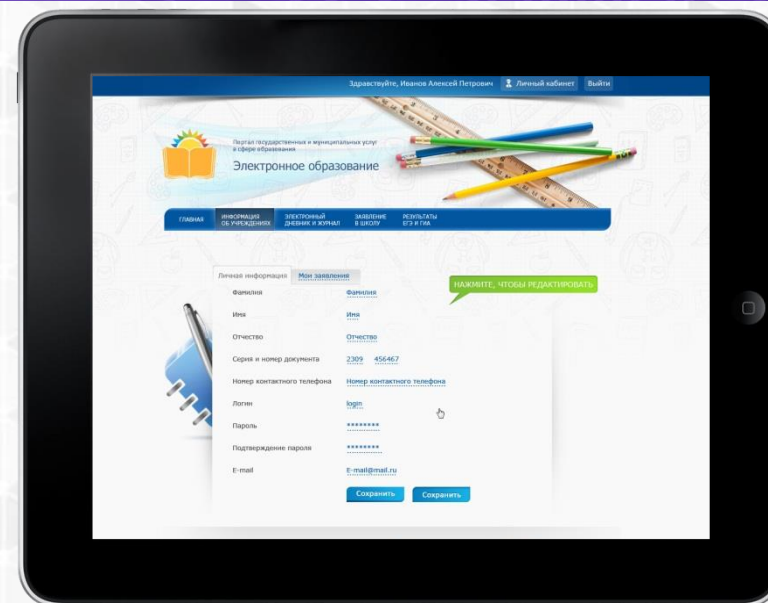 Здравствуйте, Иванов Алексей Петрович Личный кабинет Выйти
Портал государственных и муниципальных услуг
в сфере образования
Электронное образование
ГЛАВНАЯ
ИНФОРМАЦИЯ
ОБ УЧРЕЖДЕНИЯХ
ЭЛЕКТРОННЫЙ
ДНЕВНИК И ЖУРНАЛ
ЗАЯВЛЕНИЕ
В ШКОЛУ
РЕЗУЛЬТАТЫ
ЕГЭ И ГИА
Личная информация Мои заявления
НАЖМИТЕ, ЧТОБЫ РЕДАКТИРОВАТЬ
Фамилия Фамилия
Имя Имя
Отчество Отчество
Серия и номер документа 2309 456467
Номер контактного телефона Номер контактного телефона
Логин login
Пароль ********
Подтверждение пароля ********
E-mail E-mail@mail.ru
Сохранить Сохранить